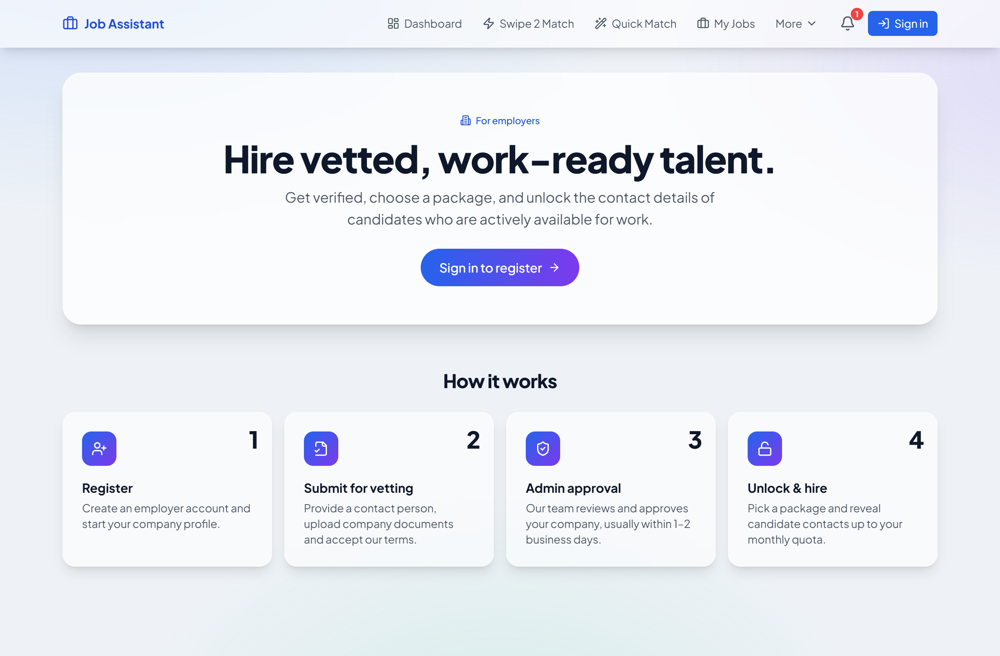 Job Assistant
Dashboard
Swipe 2 Match
Quick Match
My Jobs
More
1
Sign in
For employers
Hire vetted, work-ready talent.
Get verified, choose a package, and unlock the contact details of
candidates who are actively available for work.
Sign in to register
How it works
1
Register
Create an employer account and
start your company profile.
2
Submit for vetting
Provide a contact person,
upload company documents
and accept our terms.
3
Admin approval
Our team reviews and approves
your company, usually within 1–2
business days.
4
Unlock & hire
Pick a package and reveal
candidate contacts up to your
monthly quota.